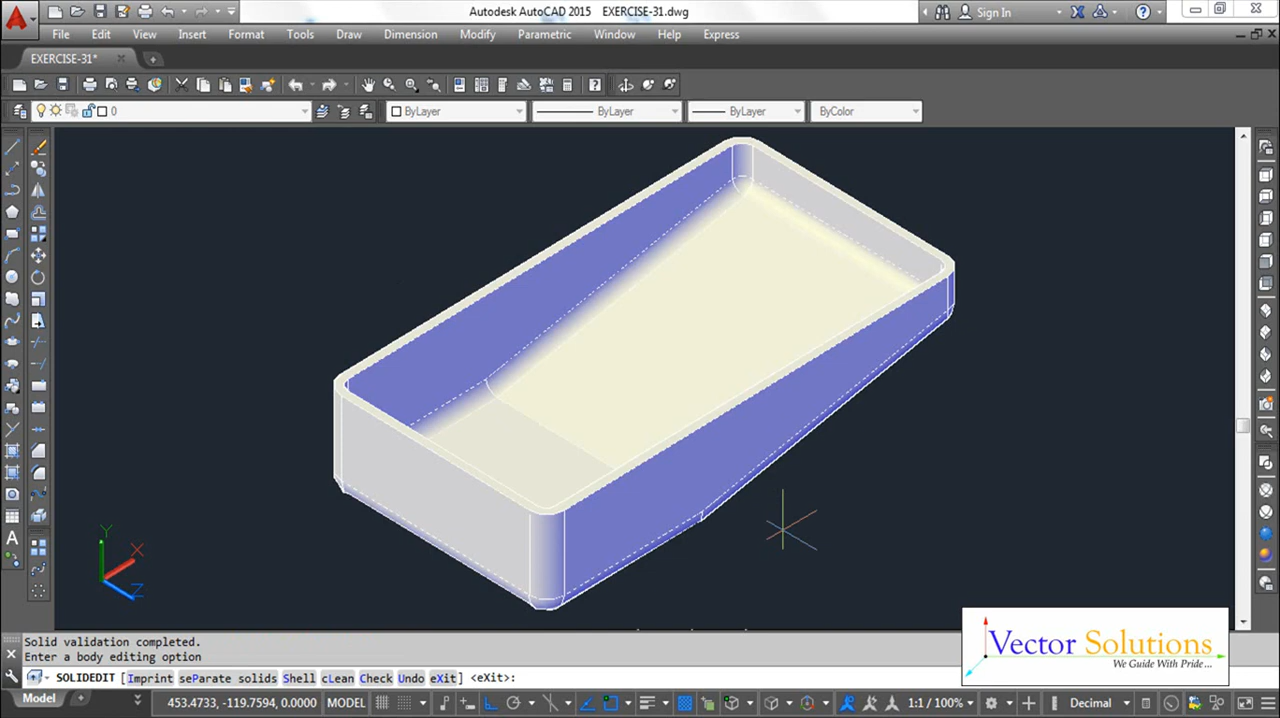 Autodesk AutoCAD 2015 EXERCISE-31.dwg
Sign In
File Edit View Insert Format Tools Draw Dimension Modify Parametric Window Help Express
EXERCISE-31*
0
ByLayer
ByLayer
ByLayer
ByColor
A
Y
X
Z
Solid validation completed.
Enter a body editing option
SOLIDEDIT [Imprint seParate solids Shell cLean Check Undo eXit] <eXit>:
Vector Solutions
We Guide With Pride...
Model
453.4733, -119.7594, 0.0000 MODEL
1:1 / 100%
Decimal